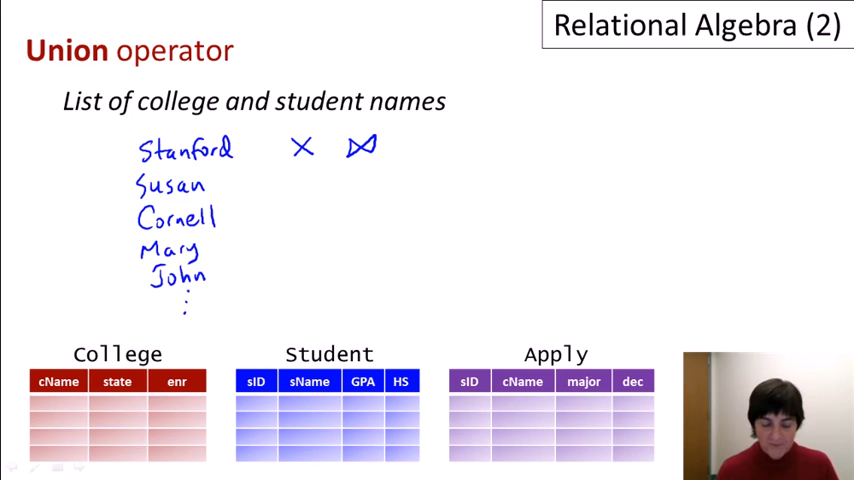 Relational Algebra (2)
Union operator
List of college and student names
Stanford × ⋈
Susan
Cornell
Mary
John
⋮
College
cName state enr
Student
sID sName GPA HS
Apply
sID cName major dec